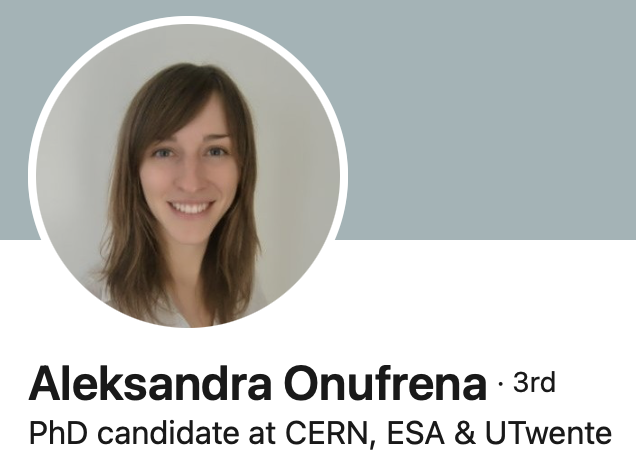 Aleksandra Onufrena · 3rd
PhD candidate at CERN, ESA & UTwente